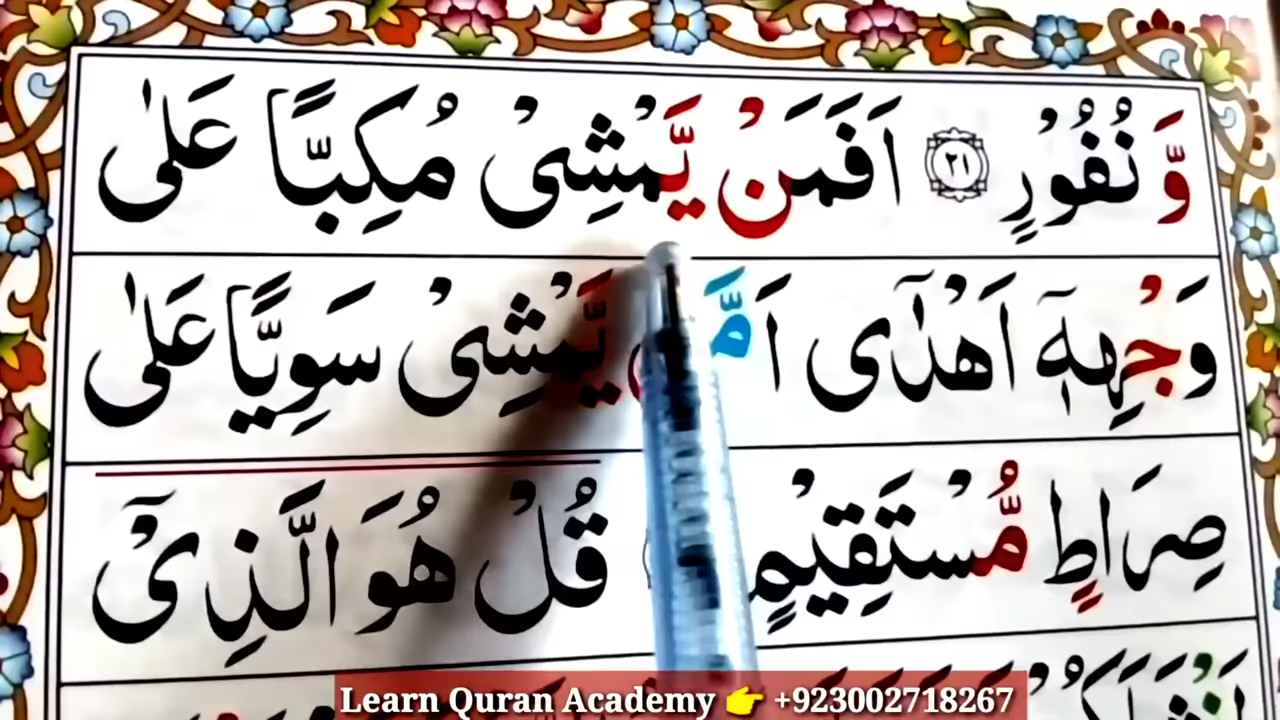 وَّ نُفُوْرٍ ﴿٢١﴾ اَفَمَنْ يَّمْشِىْ مُكِبًّا عَلٰى
وَجْهِهٖۤ اَهْدٰٓى اَمَّ يَّمْشِىْ سَوِيًّا عَلٰى
صِرَاطٍ مُّسْتَقِيْمٍ قُلْ هُوَ الَّذِىْۤ
Learn Quran Academy 👉 +923002718267